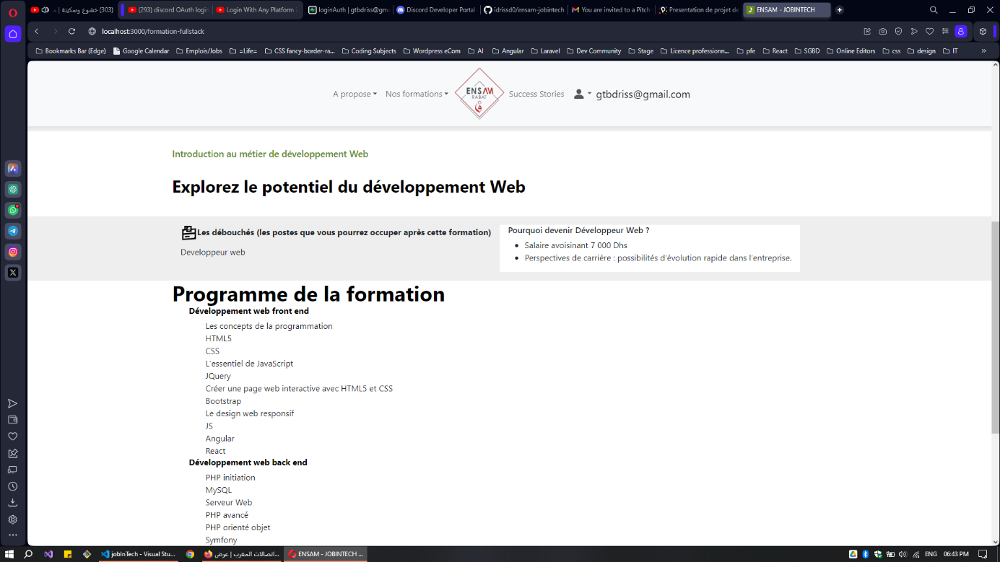 (303) خشوع وسكينة | د
(293) discord OAuth login
Login With Any Platform
loginAuth | gtbdriss@gma
Discord Developer Portal
idrissd0/ensam-jobintech
You are invited to a Pitch
Presentation de projet de
ENSAM - JOBINTECH
localhost:3000/formation-fullstack
Bookmarks Bar (Edge)
Google Calendar
Emplois/Jobs
=Life=
CSS fancy-border-ra...
Coding Subjects
Wordpress eCom
AI
Angular
Laravel
Dev Community
Stage
Licence professionn...
pfe
React
SGBD
Online Editors
css
design
IT
A propose
Nos formations
ENSAM
RABAT
Success Stories
gtbdriss@gmail.com
Introduction au métier de développement Web
Explorez le potentiel du développement Web
Les débouchés (les postes que vous pourrez occuper après cette formation)
Developpeur web
Pourquoi devenir Développeur Web ?
Salaire avoisinant 7 000 Dhs
Perspectives de carrière : possibilités d'évolution rapide dans l'entreprise.
Programme de la formation
Développement web front end
Les concepts de la programmation
HTML5
CSS
L'essentiel de JavaScript
JQuery
Créer une page web interactive avec HTML5 et CSS
Bootstrap
Le design web responsif
JS
Angular
React
Développement web back end
PHP initiation
MySQL
Serveur Web
PHP avancé
PHP orienté objet
Symfony
jobInTech - Visual Stu...
اتصالات المغرب | عرض...
ENSAM - JOBINTECH ...
ENG
06:43 PM